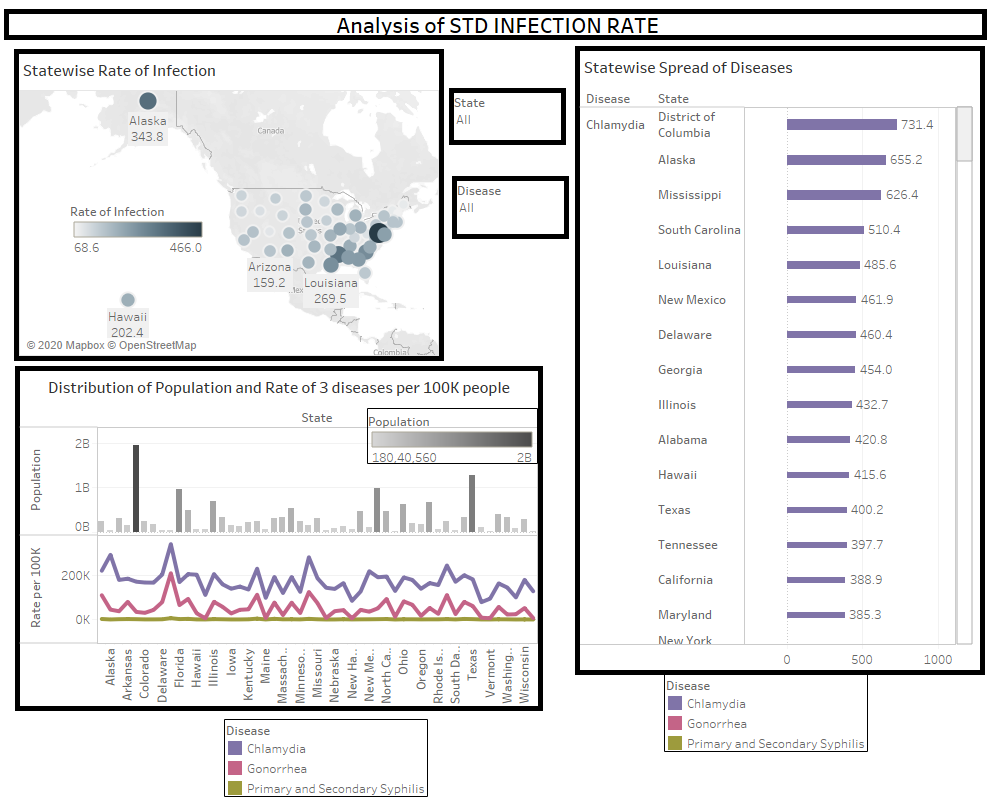 Analysis of STD INFECTION RATE
Statewise Rate of Infection
Alaska
343.8
Canada
Rate of Infection
68.6 466.0
Arizona
159.2
Louisiana
269.5
Hawaii
202.4
© 2020 Mapbox © OpenStreetMap
Colombia
State
All
Disease
All
Statewise Spread of Diseases
Disease State
Chlamydia District of
Columbia 731.4
Alaska 655.2
Mississippi 626.4
South Carolina 510.4
Louisiana 485.6
New Mexico 461.9
Delaware 460.4
Georgia 454.0
Illinois 432.7
Alabama 420.8
Hawaii 415.6
Texas 400.2
Tennessee 397.7
California 388.9
Maryland 385.3
New York
0 500 1000
Disease
Chlamydia
Gonorrhea
Primary and Secondary Syphilis
Distribution of Population and Rate of 3 diseases per 100K people
State
Population
180,40,560 2B
Population
2B
1B
0B
Rate per 100K
200K
0K
Alaska
Arkansas
Colorado
Delaware
Florida
Hawaii
Illinois
Iowa
Kentucky
Maine
Massach..
Minneso..
Missouri
Nebraska
New Ha..
New Me..
North Ca..
Ohio
Oregon
Rhode Is..
South Da..
Texas
Vermont
Washing..
Wisconsin
Disease
Chlamydia
Gonorrhea
Primary and Secondary Syphilis